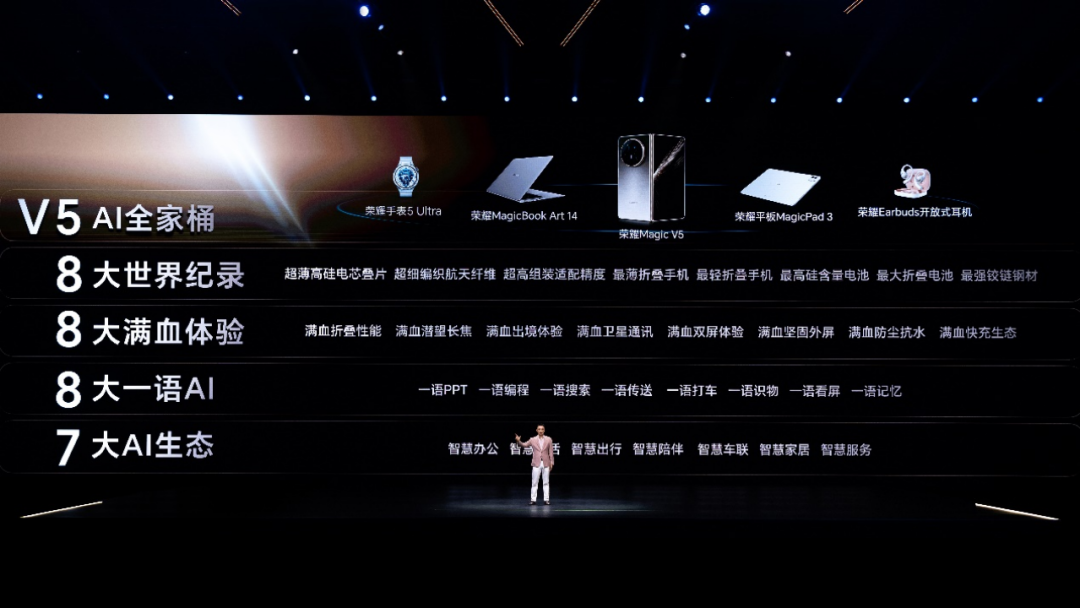 V5 AI全家桶
荣耀手表5 Ultra
荣耀MagicBook Art 14
荣耀Magic V5
荣耀平板MagicPad 3
荣耀Earbuds开放式耳机
8大世界纪录 超薄高硅电芯叠片 超细编织航天纤维 超高组装适配精度 最薄折叠手机 最轻折叠手机 最高硅含量电池 最大折叠电池 最强铰链钢材
8大满血体验 满血折叠性能 满血潜望长焦 满血出境体验 满血卫星通讯 满血双屏体验 满血坚固外屏 满血防尘抗水 满血快充生态
8大一语AI 一语PPT 一语编程 一语搜索 一语传送 一语打车 一语识物 一语看屏 一语记忆
7大AI生态 智慧办公 智 活 智慧出行 智慧陪伴 智慧车联 智慧家居 智慧服务